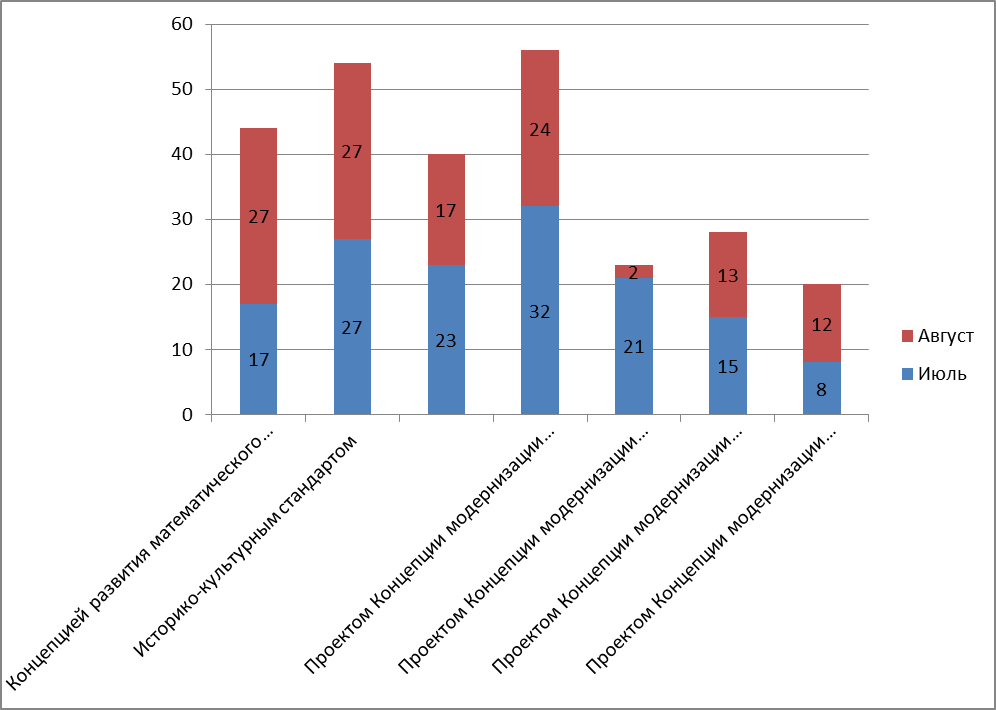 60
50
40
30
20
10
0
27
17
27
27
17
23
24
32
2
21
13
15
12
8
Август
Июль
Концепцией развития математического…
Историко-культурным стандартом
Проектом Концепции модернизации…
Проектом Концепции модернизации…
Проектом Концепции модернизации…
Проектом Концепции модернизации…